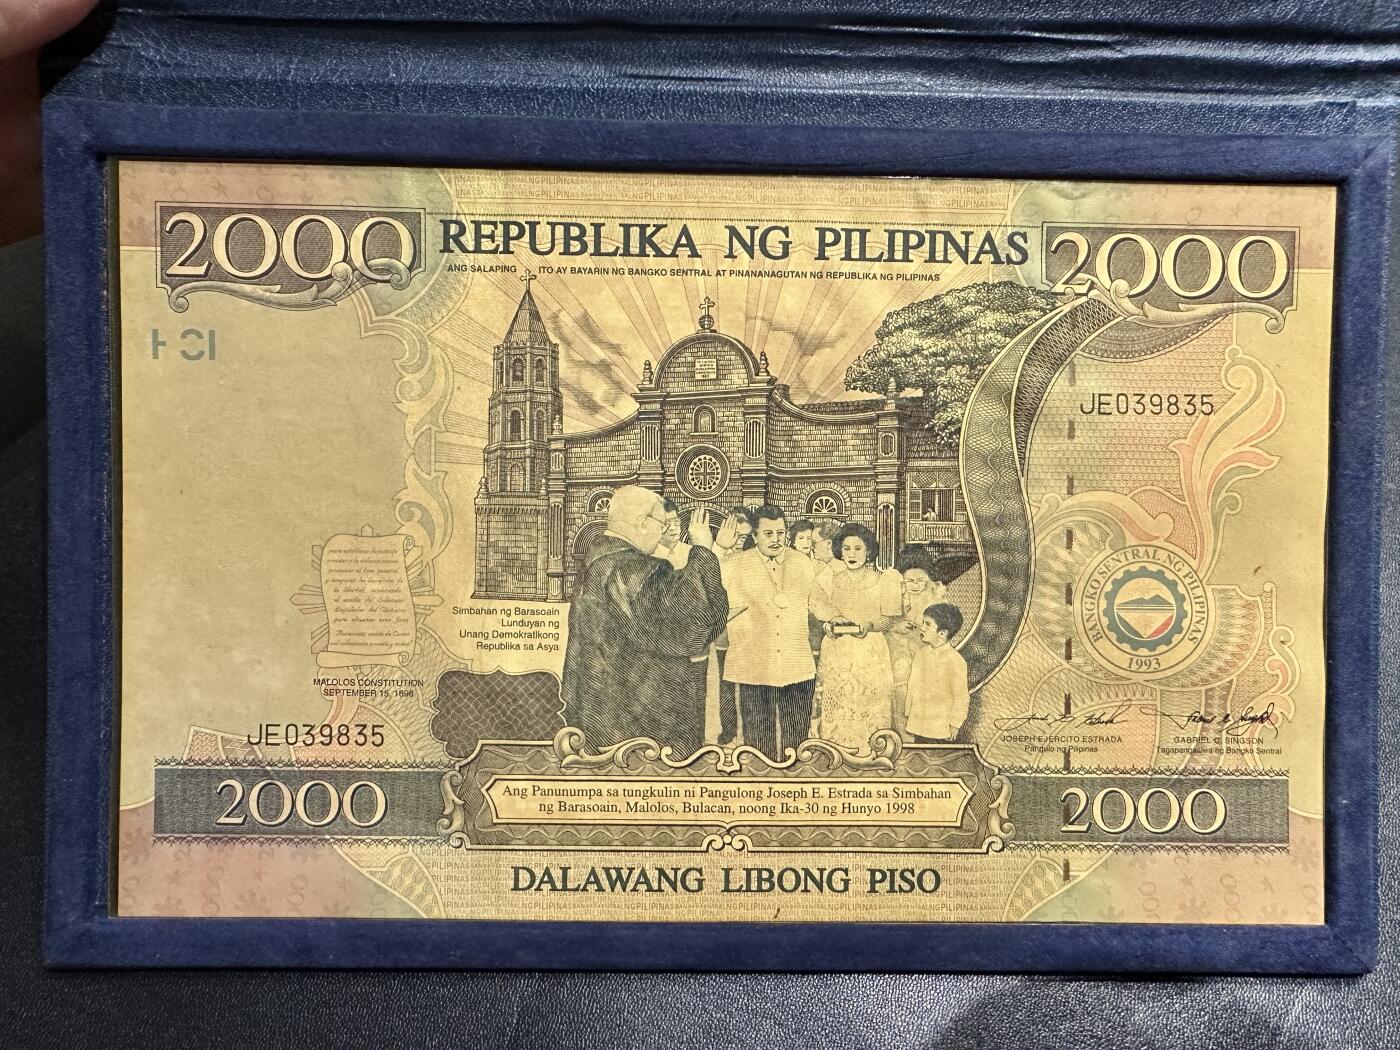 2000
REPUBLIKA NG PILIPINAS
2000
ANG SALAPING ITO AY BAYARIN NG BANGKO SENTRAL AT PINANANAGUTAN NG REPUBLIKA NG PILIPINAS
JE039835
Simbahan ng Barasoain
Lunduyan ng
Unang Demokratikong
Republika sa Asya
BANGKO SENTRAL NG PILIPINAS
1993
MALOLOS CONSTITUTION
SEPTEMBER 15, 1898
JE039835
JOSEPH EJERCITO ESTRADA
Pangulo ng Pilipinas
GABRIEL C. SINGSON
Tagapangasiwa ng Bangko Sentral
2000
Ang Panunumpa sa tungkulin ni Pangulong Joseph E. Estrada sa Simbahan
ng Barasoain, Malolos, Bulacan, noong Ika-30 ng Hunyo 1998
2000
DALAWANG LIBONG PISO